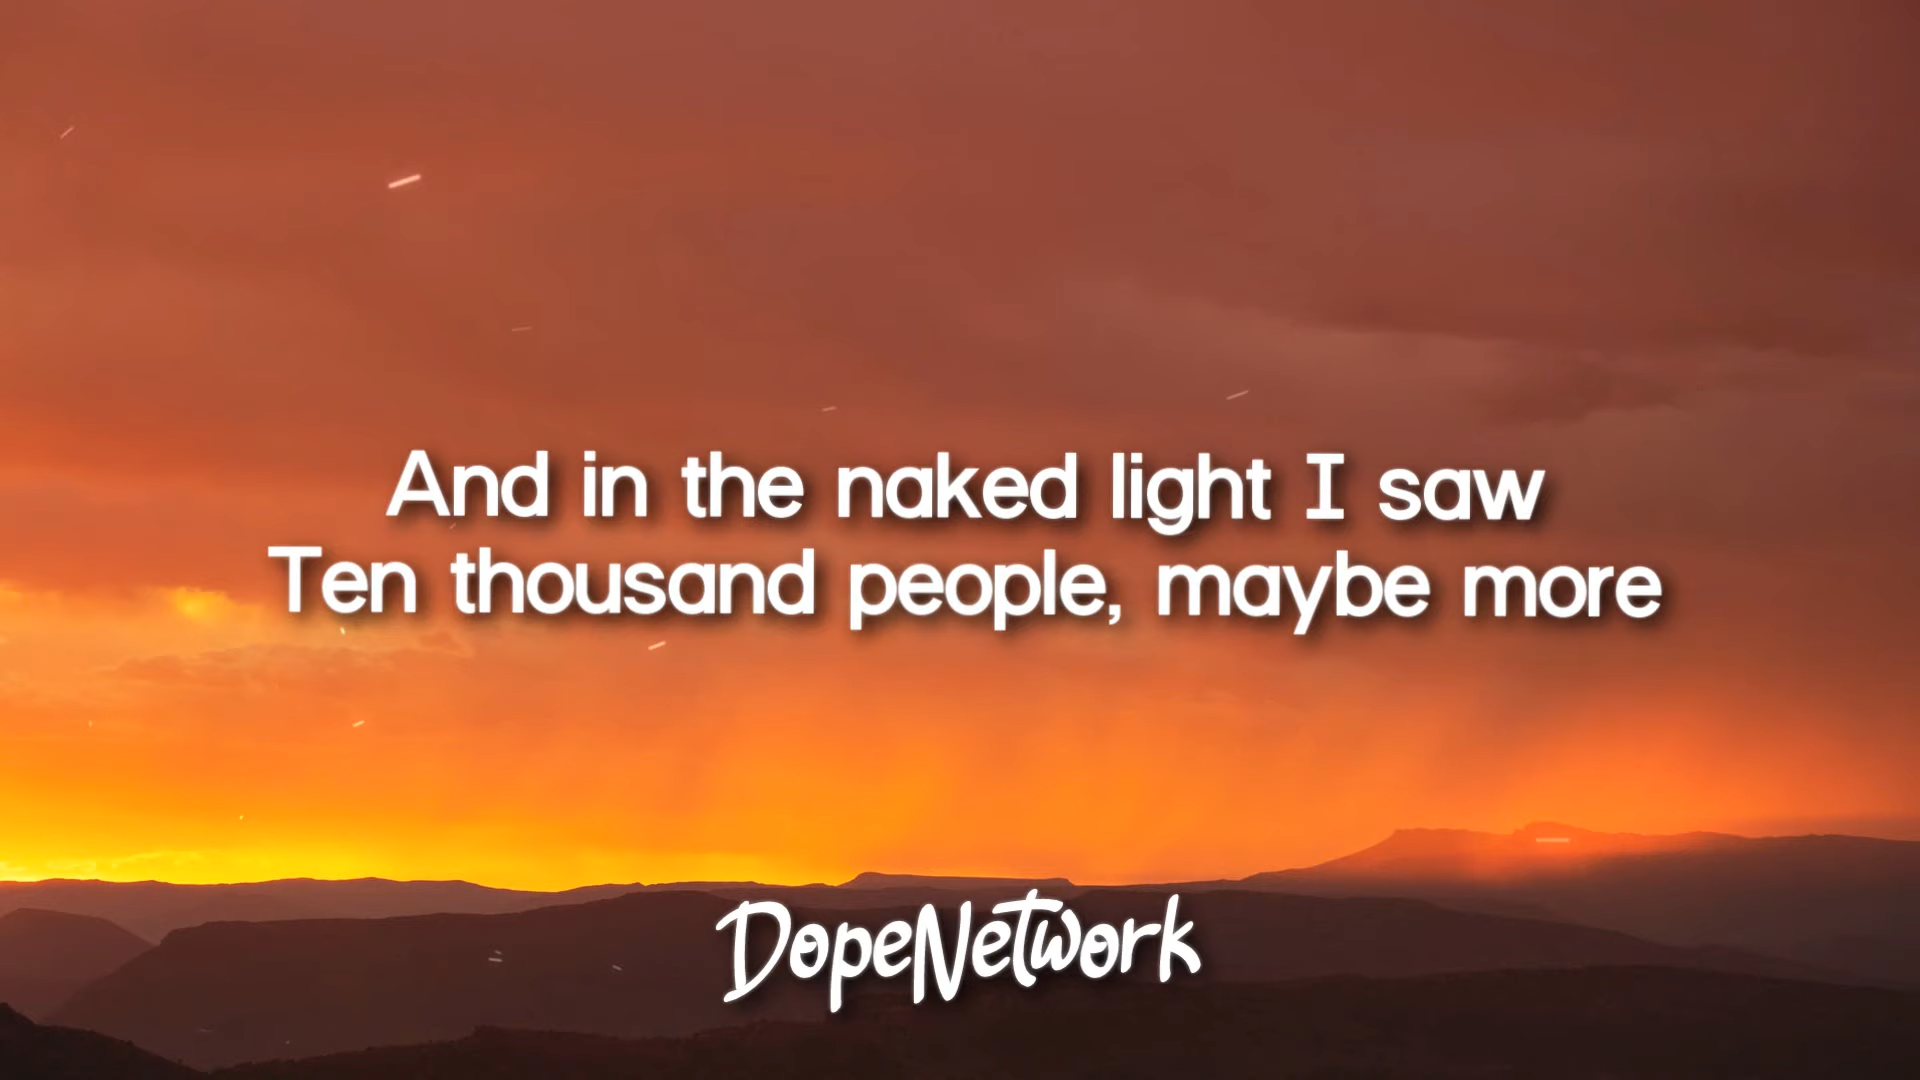 And in the naked light I saw
Ten thousand people, maybe more
DopeNetwork